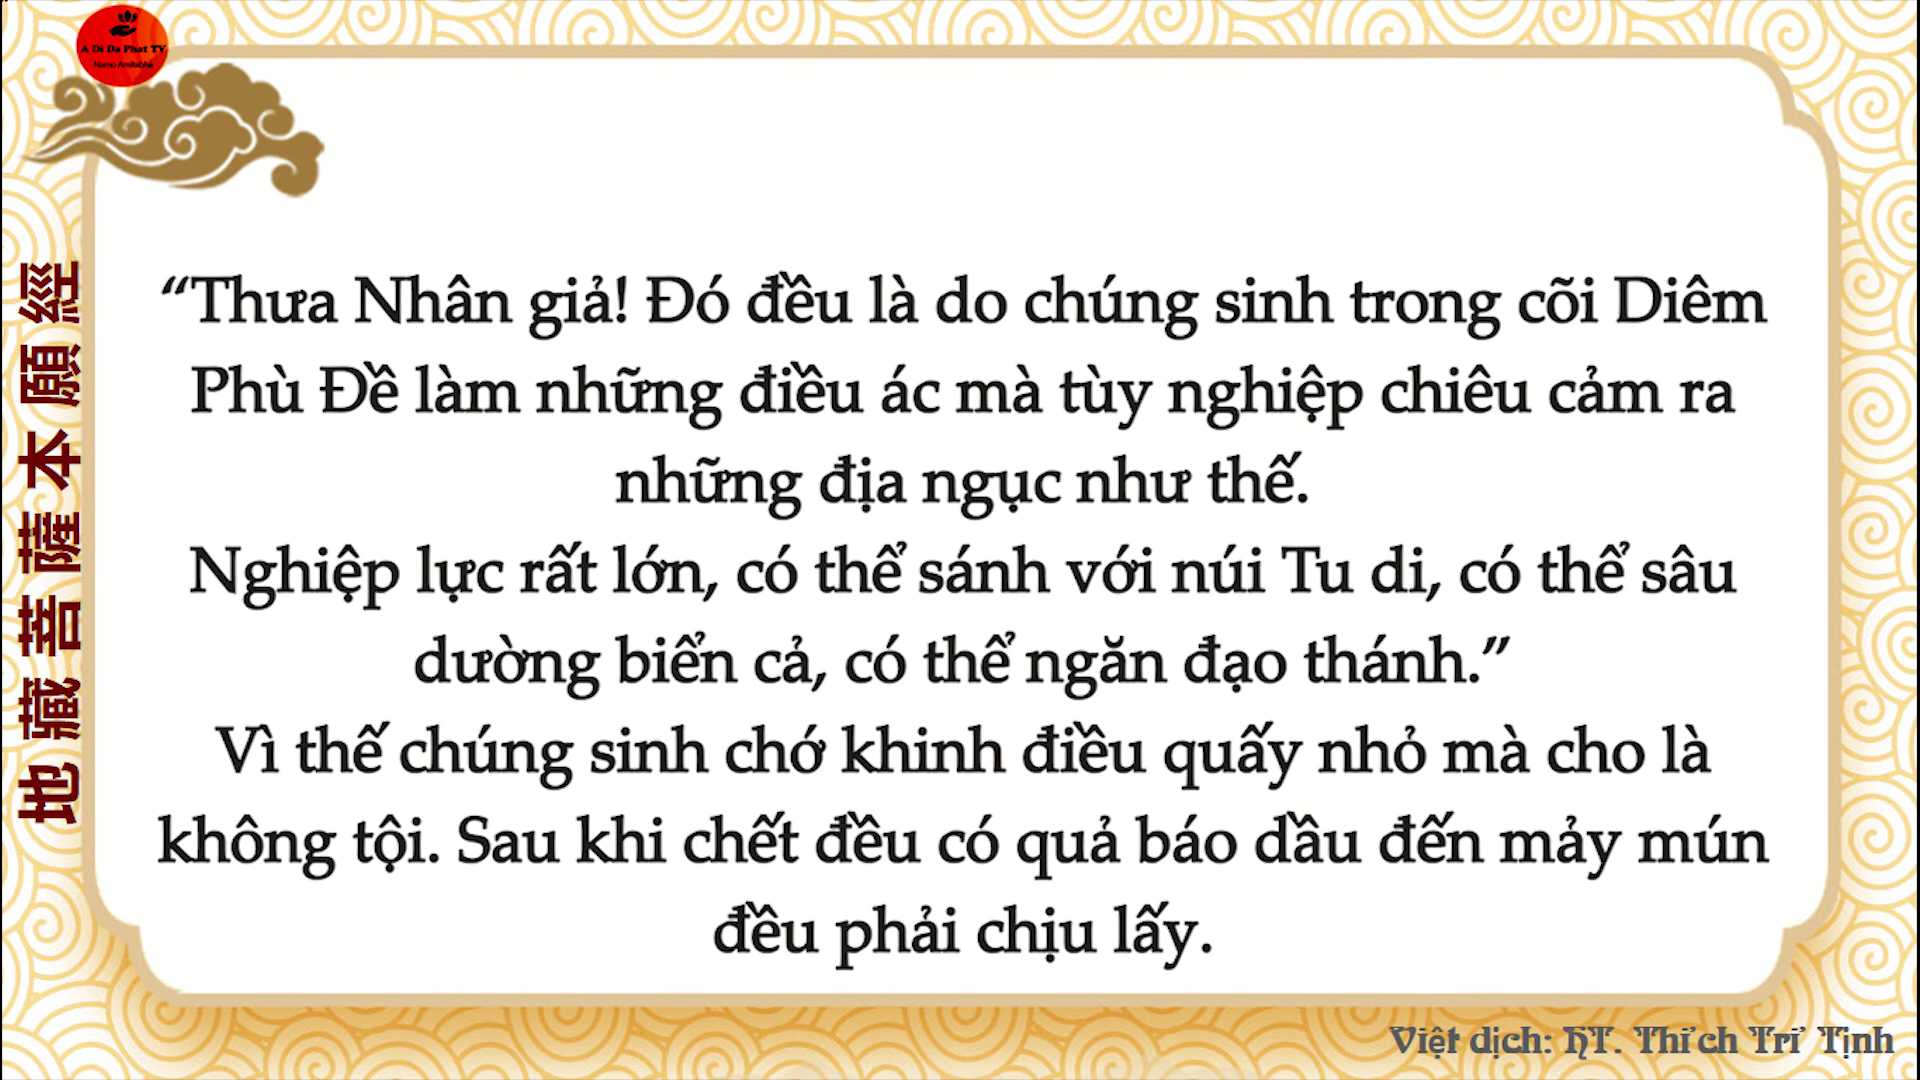 A Di Da Phat TV
Namo Amitabha
地藏菩薩本願經
“Thưa Nhân giả! Đó đều là do chúng sinh trong cõi Diêm
Phù Đề làm những điều ác mà tùy nghiệp chiêu cảm ra
những địa ngục như thế.
Nghiệp lực rất lớn, có thể sánh với núi Tu di, có thể sâu
dường biển cả, có thể ngăn đạo thánh.”
Vì thế chúng sinh chớ khinh điều quấy nhỏ mà cho là
không tội. Sau khi chết đều có quả báo dầu đến mảy mún
đều phải chịu lấy.
Việt dịch: HT. Thích Trí Tịnh